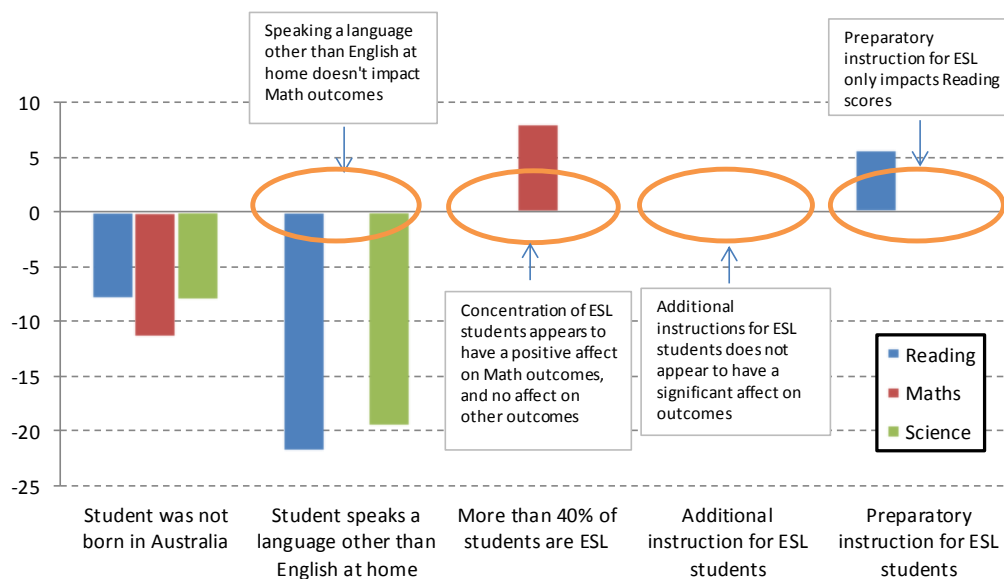 Speaking a language
other than English at
home doesn't impact
Math outcomes
Preparatory
instruction for ESL
only impacts Reading
scores
10
5
0
-5
-10
-15
-20
-25
Concentration of ESL
students appears to
have a positive affect
on Math outcomes,
and no affect on
other outcomes
Additional
instructions for ESL
students does not
appear to have a
significant affect on
outcomes
Reading
Maths
Science
Student was not
born in Australia
Student speaks a
language other than
English at home
More than 40% of
students are ESL
Additional
instruction for ESL
students
Preparatory
instruction for ESL
students